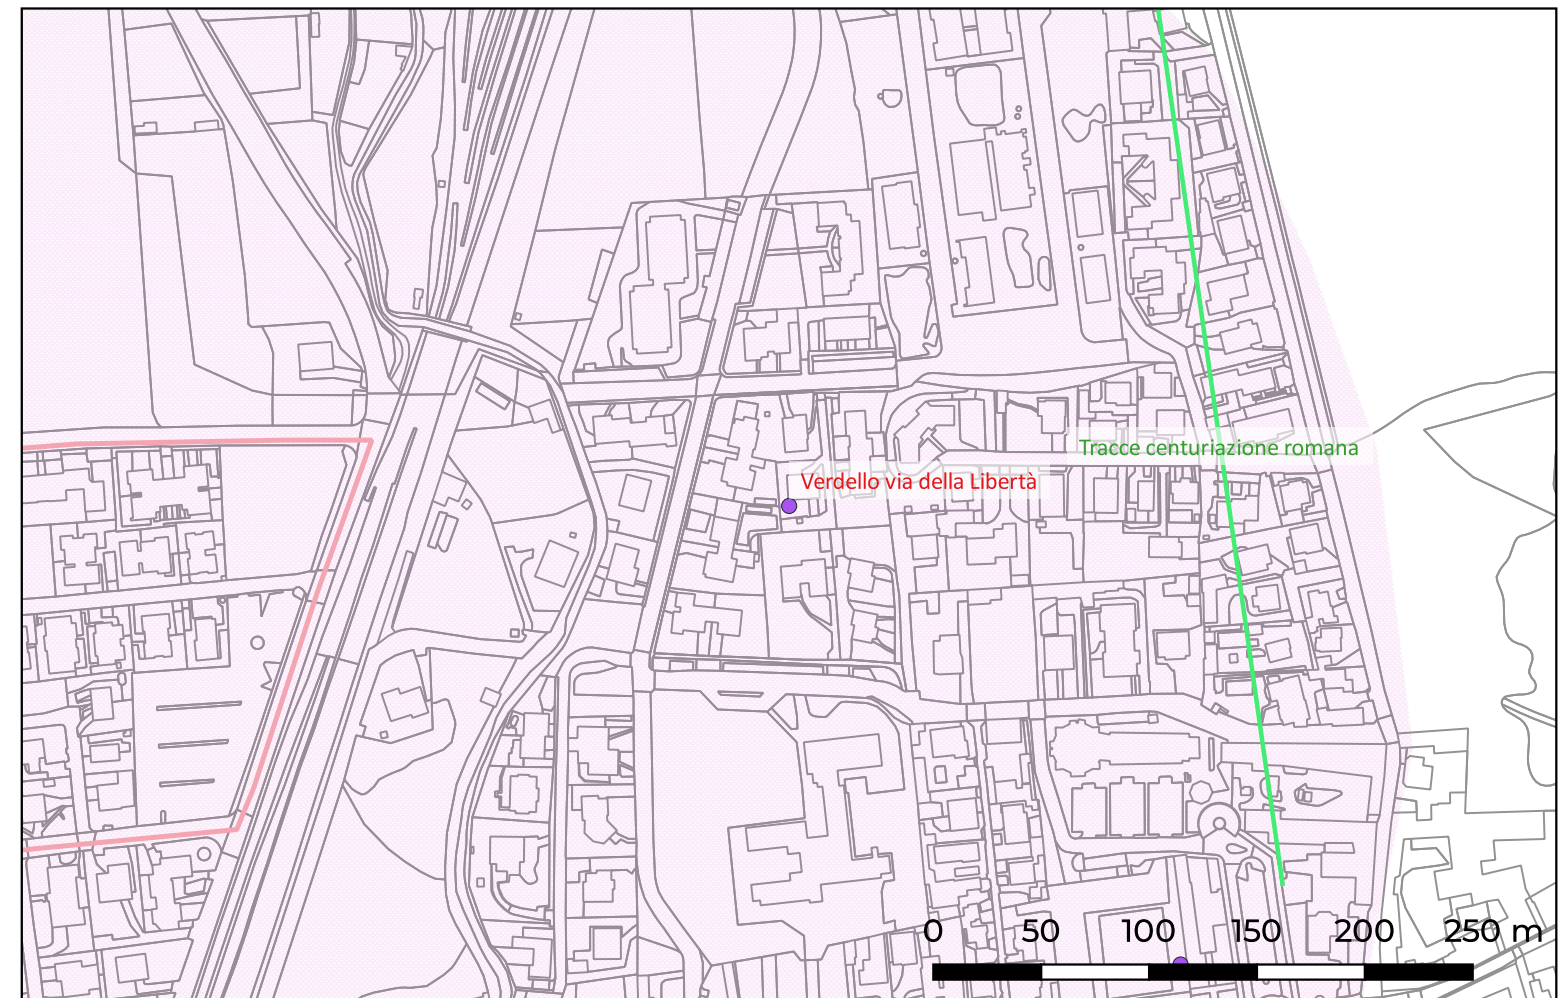 Tracce centuriazione romana
Verdello via della Libertà
0 50 100 150 200 250 m